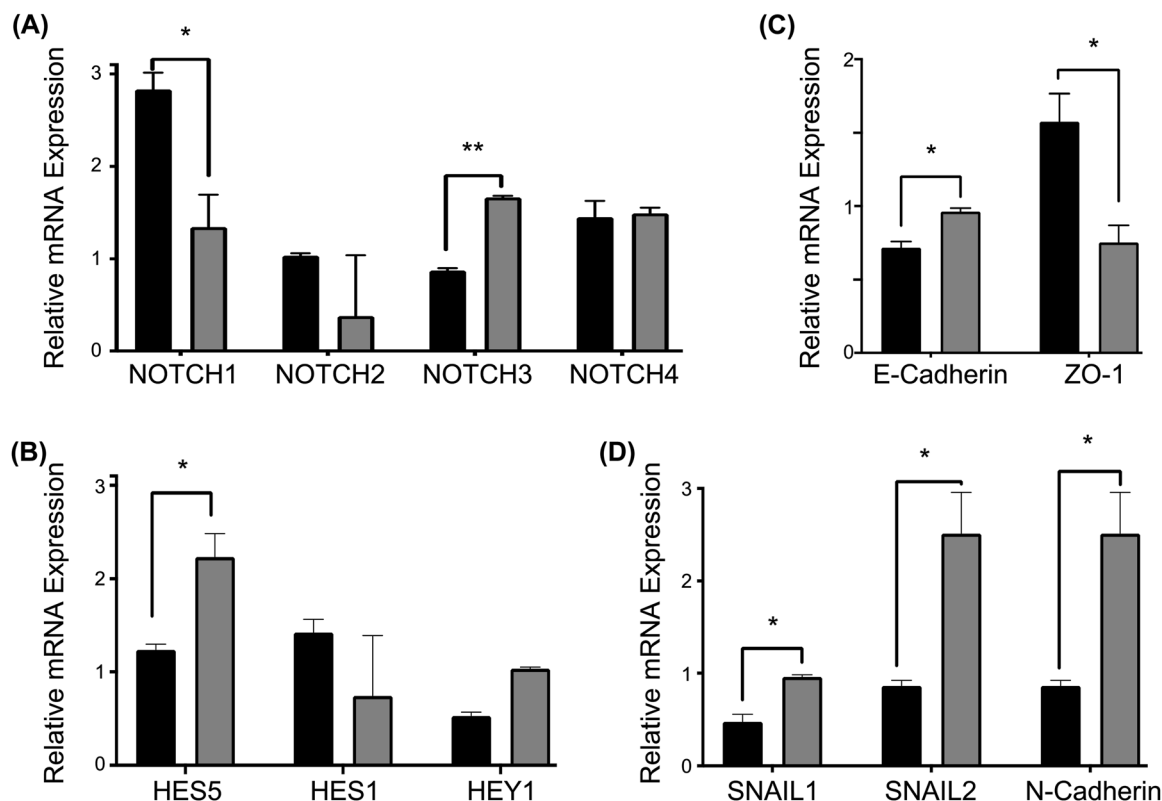 (A)
Relative mRNA Expression
3
2
1
0
*
**
NOTCH1 NOTCH2 NOTCH3 NOTCH4
(C)
Relative mRNA Expression
2
1
0
*
*
E-Cadherin ZO-1
(B)
Relative mRNA Expression
3
2
1
0
*
HES5 HES1 HEY1
(D)
Relative mRNA Expression
3
2
1
0
*
*
*
SNAIL1 SNAIL2 N-Cadherin